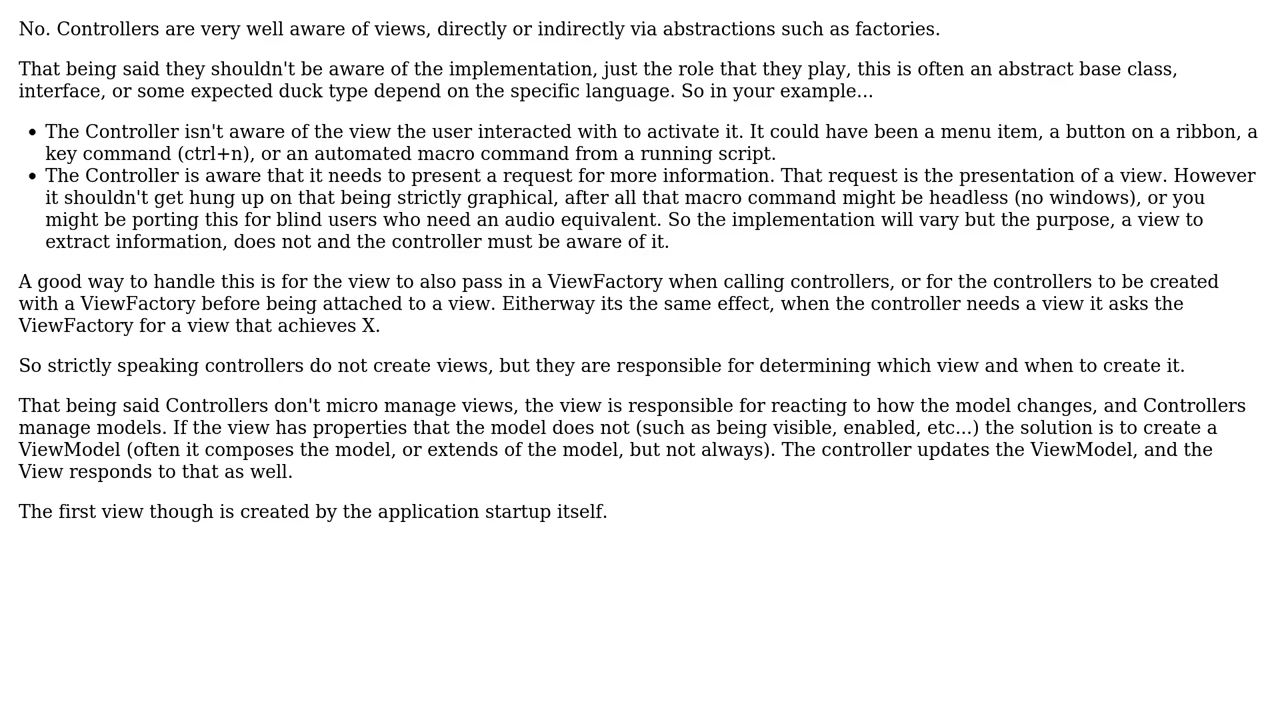 No. Controllers are very well aware of views, directly or indirectly via abstractions such as factories.
That being said they shouldn't be aware of the implementation, just the role that they play, this is often an abstract base class,
interface, or some expected duck type depend on the specific language. So in your example...
• The Controller isn't aware of the view the user interacted with to activate it. It could have been a menu item, a button on a ribbon, a
key command (ctrl+n), or an automated macro command from a running script.
• The Controller is aware that it needs to present a request for more information. That request is the presentation of a view. However
it shouldn't get hung up on that being strictly graphical, after all that macro command might be headless (no windows), or you
might be porting this for blind users who need an audio equivalent. So the implementation will vary but the purpose, a view to
extract information, does not and the controller must be aware of it.
A good way to handle this is for the view to also pass in a ViewFactory when calling controllers, or for the controllers to be created
with a ViewFactory before being attached to a view. Eitherway its the same effect, when the controller needs a view it asks the
ViewFactory for a view that achieves X.
So strictly speaking controllers do not create views, but they are responsible for determining which view and when to create it.
That being said Controllers don't micro manage views, the view is responsible for reacting to how the model changes, and Controllers
manage models. If the view has properties that the model does not (such as being visible, enabled, etc...) the solution is to create a
ViewModel (often it composes the model, or extends of the model, but not always). The controller updates the ViewModel, and the
View responds to that as well.
The first view though is created by the application startup itself.